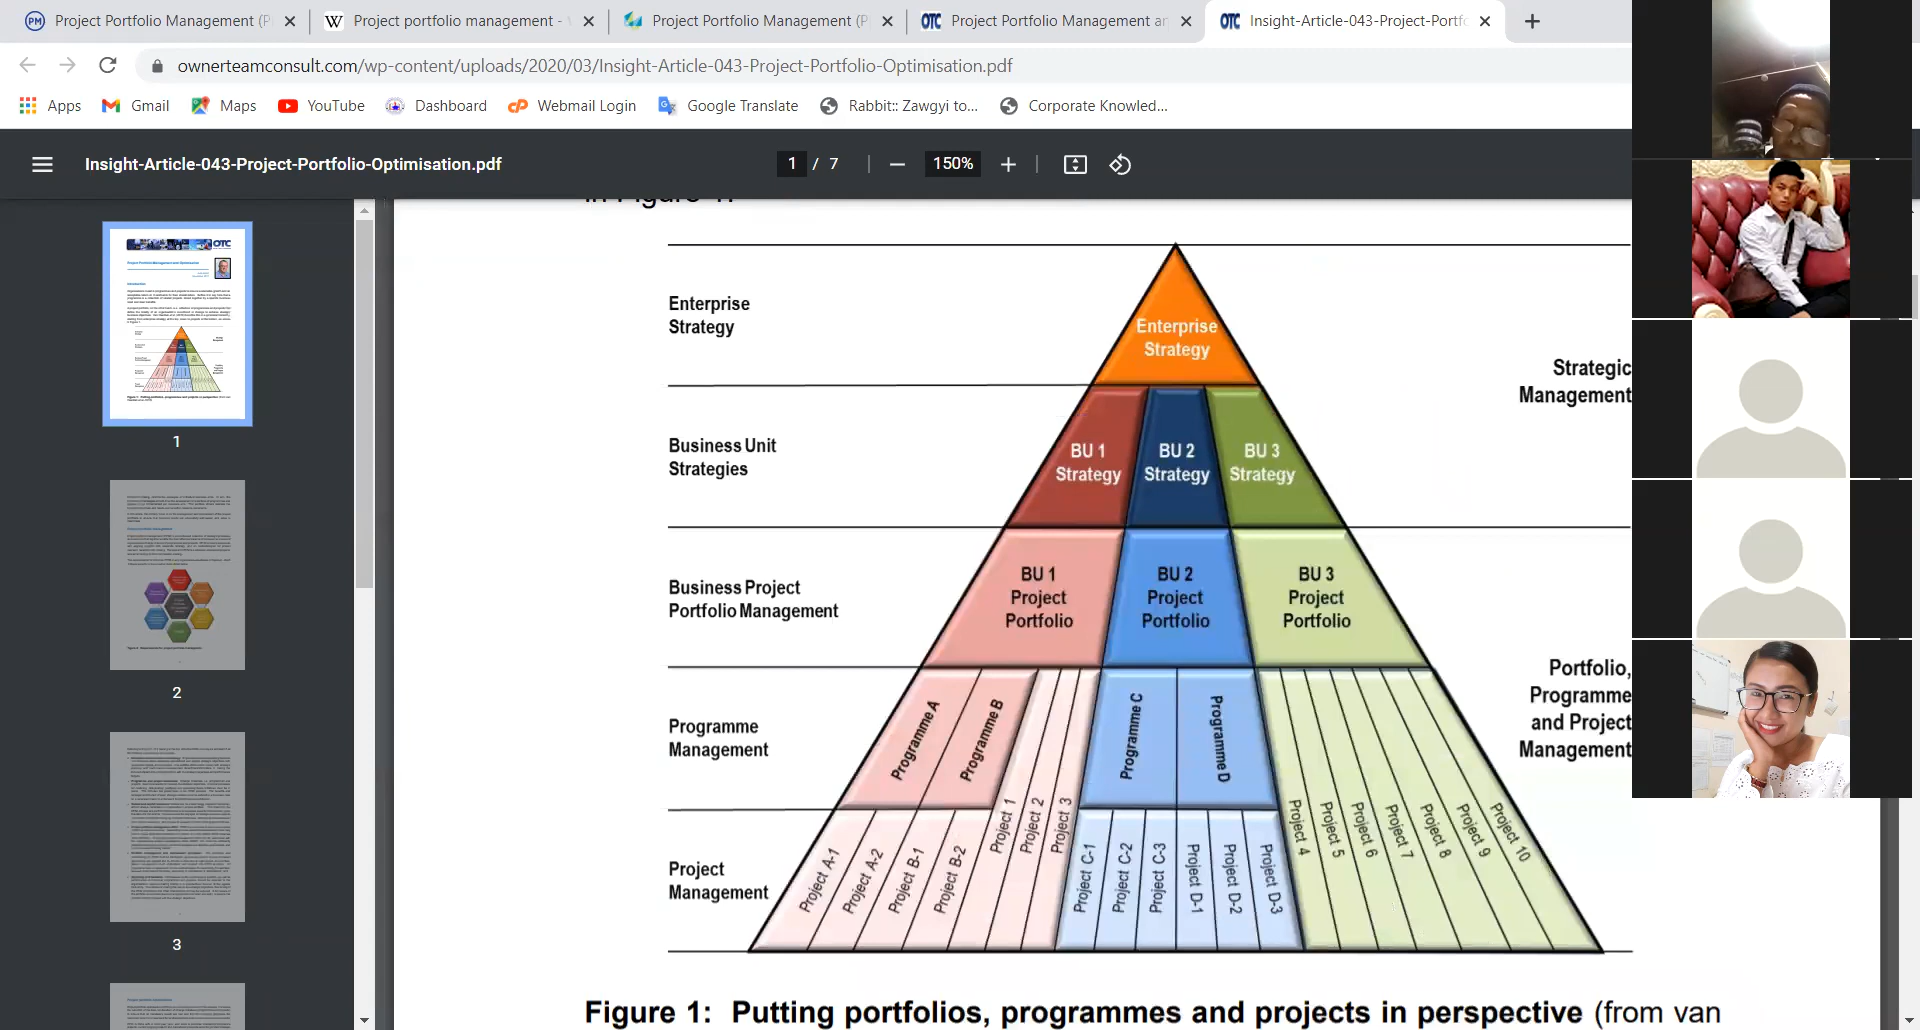 Project Portfolio Management (P
Project portfolio management -
Project Portfolio Management (P
OTC Project Portfolio Management ar
OTC Insight-Article-043-Project-Portfo
ownerteamconsult.com/wp-content/uploads/2020/03/Insight-Article-043-Project-Portfolio-Optimisation.pdf
Apps
Gmail
Maps
YouTube
Dashboard
Webmail Login
Google Translate
Rabbit:: Zawgyi to...
Corporate Knowled...
Insight-Article-043-Project-Portfolio-Optimisation.pdf
1 / 7
150%
1
2
3
Enterprise
Strategy
Enterprise
Strategy
Strategic
Management
Business Unit
Strategies
BU 1
Strategy
BU 2
Strategy
BU 3
Strategy
Business Project
Portfolio Management
BU 1
Project
Portfolio
BU 2
Project
Portfolio
BU 3
Project
Portfolio
Portfolio,
Programme
and Project
Management
Programme
Management
Programme A
Programme B
Project 1
Project 2
Project 3
Programme C
Programme D
Project 4
Project 5
Project 6
Project 7
Project 8
Project 9
Project 10
Project
Management
Project A-1
Project A-2
Project B-1
Project B-2
Project C-1
Project C-2
Project C-3
Project D-1
Project D-2
Project D-3
Figure 1: Putting portfolios, programmes and projects in perspective (from van